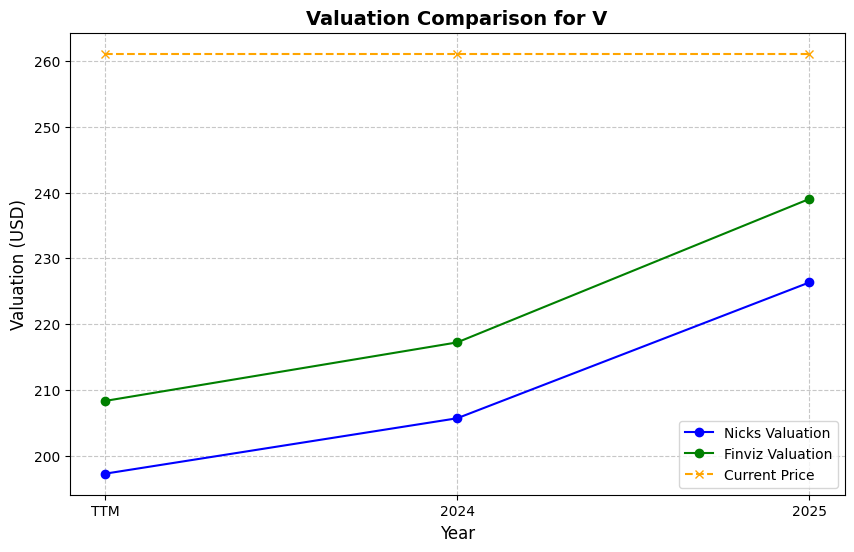 Valuation Comparison for V
Valuation (USD)
260
250
240
230
220
210
200
TTM
2024
2025
Year
Nicks Valuation
Finviz Valuation
Current Price